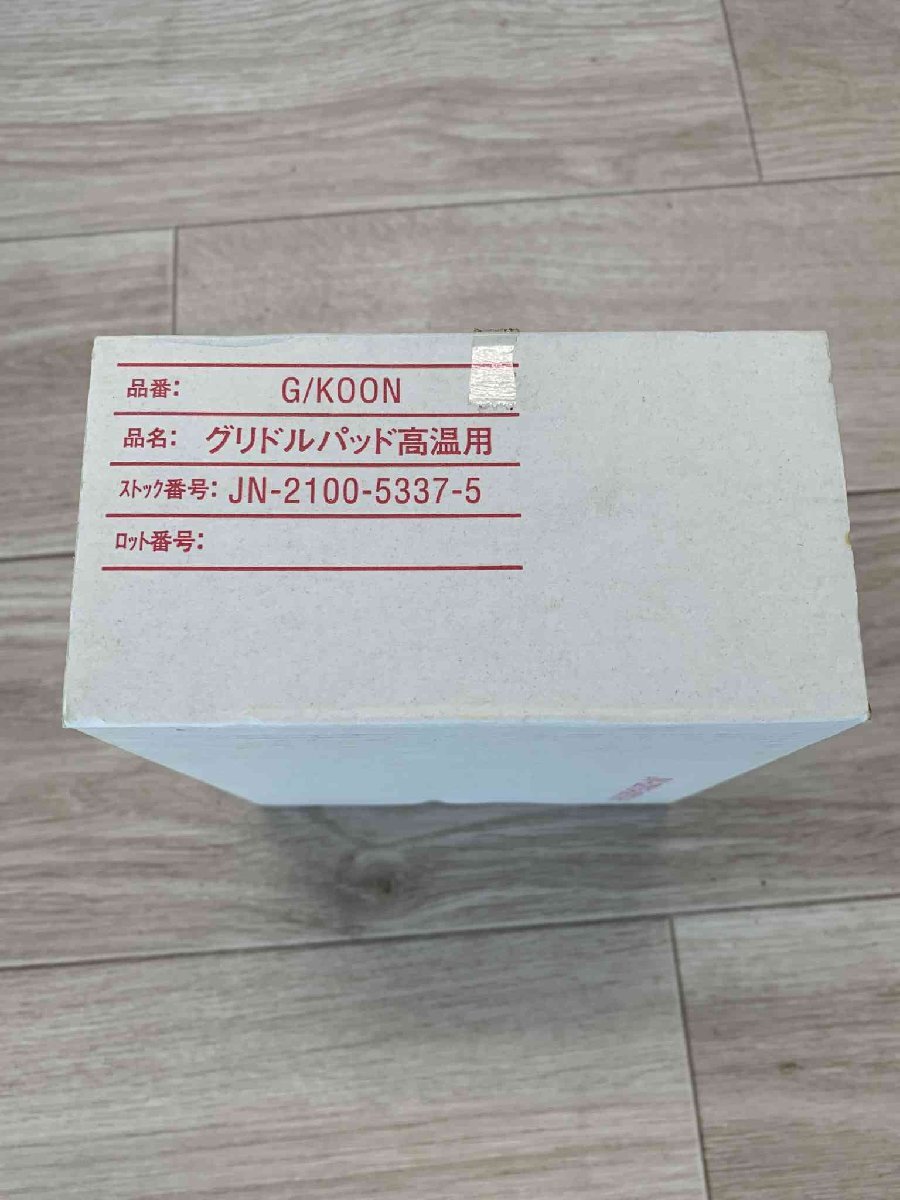 品番: G/KOON
品名: グリドルパッド高温用
ストック番号: JN-2100-5337-5
ロット番号: